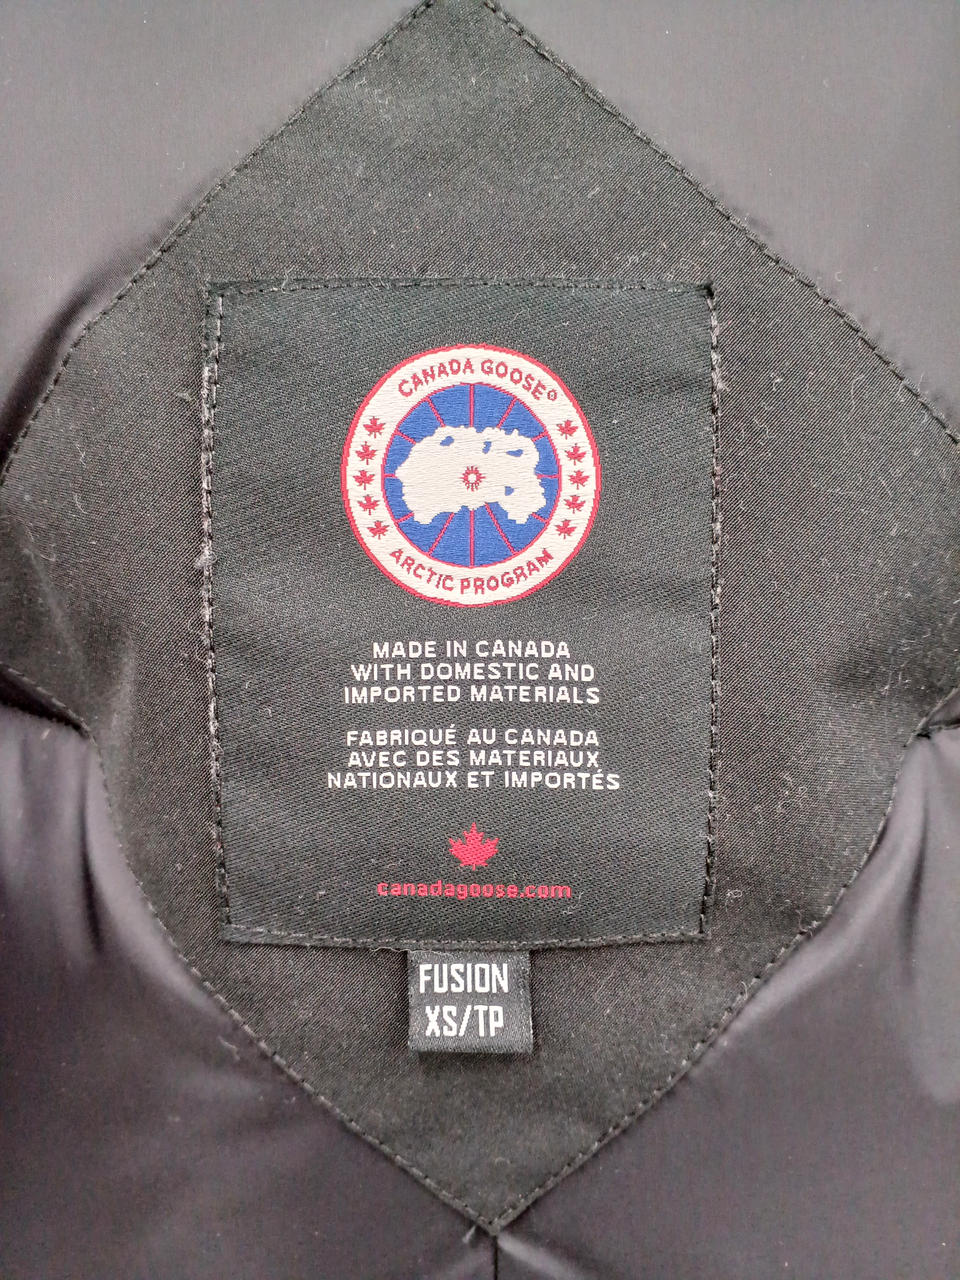 CANADA GOOSE®
ARCTIC PROGRAM
MADE IN CANADA
WITH DOMESTIC AND
IMPORTED MATERIALS
FABRIQUÉ AU CANADA
AVEC DES MATERIAUX
NATIONAUX ET IMPORTÉS
canadagoose.com
FUSION
XS/TP